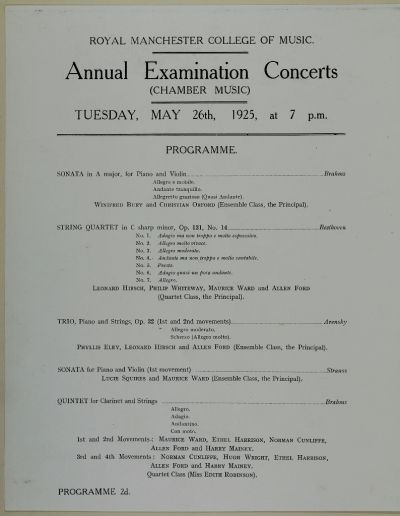 ROYAL MANCHESTER COLLEGE OF MUSIC.
Annual Examination Concerts
(CHAMBER MUSIC)
TUESDAY, MAY 26th, 1925, at 7 p.m.
PROGRAMME.
SONATA in A major, for Piano and Violin Brahms
Allegro e mobile.
Andante tranquillo.
Allegretto grazioso (Quasi Andante).
WINIFRED BURY and CHRISTIAN OXFORD (Ensemble Class, the Principal).
STRING QUARTET in C sharp minor, Op. 131, No. 14 Beethoven
No. 1. Adagio ma non troppo e molto espressivo.
No. 2. Allegro molto vivace.
No. 3. Allegro moderato.
No. 4. Andante ma non troppo e molto cantabile.
No. 5. Presto.
No. 6. Adagio quasi un poco andante.
No. 7. Allegro.
LEONARD HIRSCH, PHILIP WHITEWAY, MAURICE WARD and ALLEN FORD
(Quartet Class, the Principal).
TRIO, Piano and Strings, Op. 32 (1st and 2nd movements) Arensky
Allegro moderato.
Scherzo (Allegro molto).
PHYLLIS ELEY, LEONARD HIRSCH and ALLEN FORD (Ensemble Class, the Principal).
SONATA for Piano and Violin (1st movement) Strauss
LUCIE SQUIRES and MAURICE WARD (Ensemble Class, the Principal).
QUINTET for Clarinet and Strings Brahms
Allegro.
Adagio.
Andantino.
Con moto.
1st and 2nd Movements: MAURICE WARD, ETHEL HARRISON, NORMAN CUNLIFFE,
ALLEN FORD and HARRY MAINEY.
3rd and 4th Movements: NORMAN CUNLIFFE, HUGH WRIGHT, ETHEL HARRISON,
ALLEN FORD and HARRY MAINEY.
Quartet Class (Miss EDITH ROBINSON).
PROGRAMME 2d.